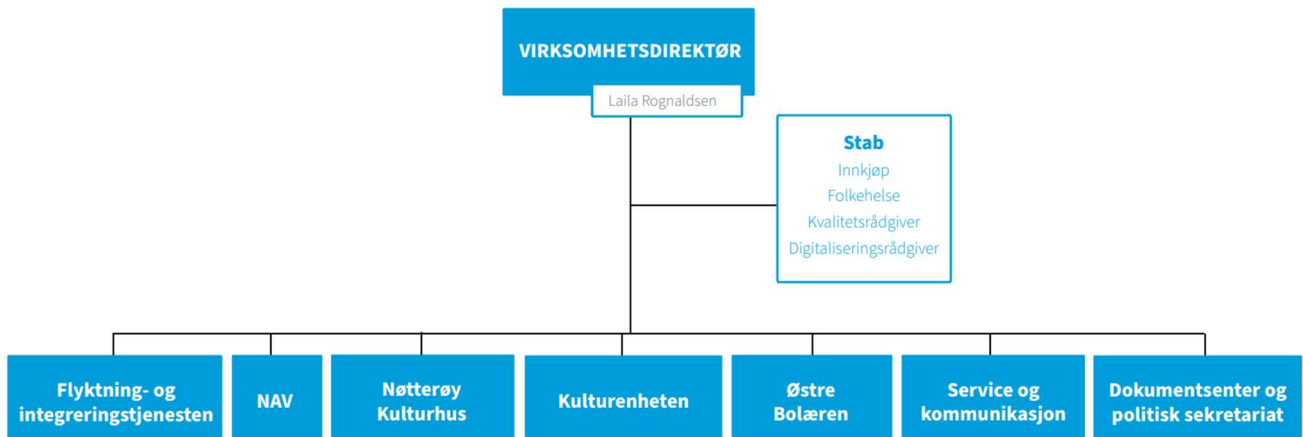 VIRKSOMHETSDIREKTØR
Laila Rognaldsen
Stab
Innkjøp
Folkehelse
Kvalitetsrådgiver
Digitaliseringsrådgiver
Flyktning- og
integreringstjenesten
NAV
Nøtterøy
Kulturhus
Kulturenheten
Østre
Bolæren
Service og
kommunikasjon
Dokumentsenter og
politisk sekretariat